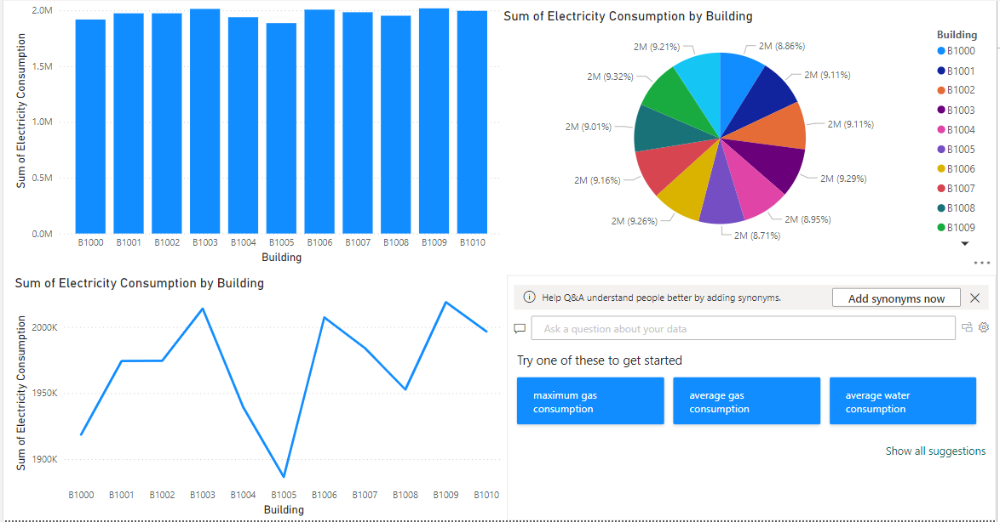 2.0M
1.5M
1.0M
0.5M
0.0M
Sum of Electricity Consumption
B1000 B1001 B1002 B1003 B1004 B1005 B1006 B1007 B1008 B1009 B1010
Building
Sum of Electricity Consumption by Building
2M (9.21%)
2M (8.86%)
2M (9.32%)
2M (9.11%)
2M (9.01%)
2M (9.11%)
2M (9.16%)
2M (9.29%)
2M (9.26%)
2M (8.95%)
2M (8.71%)
Building
B1000
B1001
B1002
B1003
B1004
B1005
B1006
B1007
B1008
B1009
Sum of Electricity Consumption by Building
2000K
1950K
1900K
Sum of Electricity Consumption
B1000 B1001 B1002 B1003 B1004 B1005 B1006 B1007 B1008 B1009 B1010
Building
Help Q&A understand people better by adding synonyms.
Add synonyms now
Ask a question about your data
Try one of these to get started
maximum gas
consumption
average gas
consumption
average water
consumption
Show all suggestions